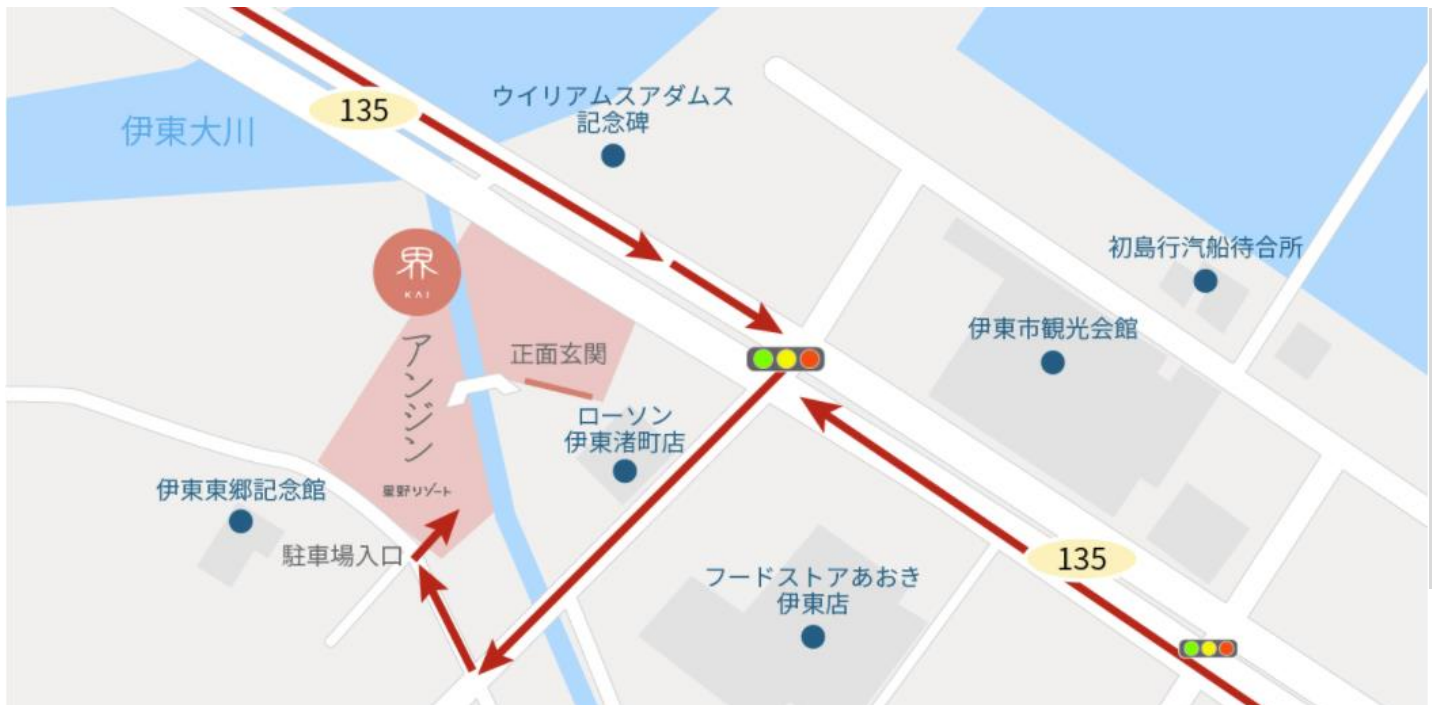 135
ウイリアムスアダムス
記念碑
伊東大川
界
KAI
アンジン
星野リゾート
正面玄関
初島行汽船待合所
伊東市観光会館
ローソン
伊東渚町店
伊東東郷記念館
駐車場入口
135
フードストアあおき
伊東店